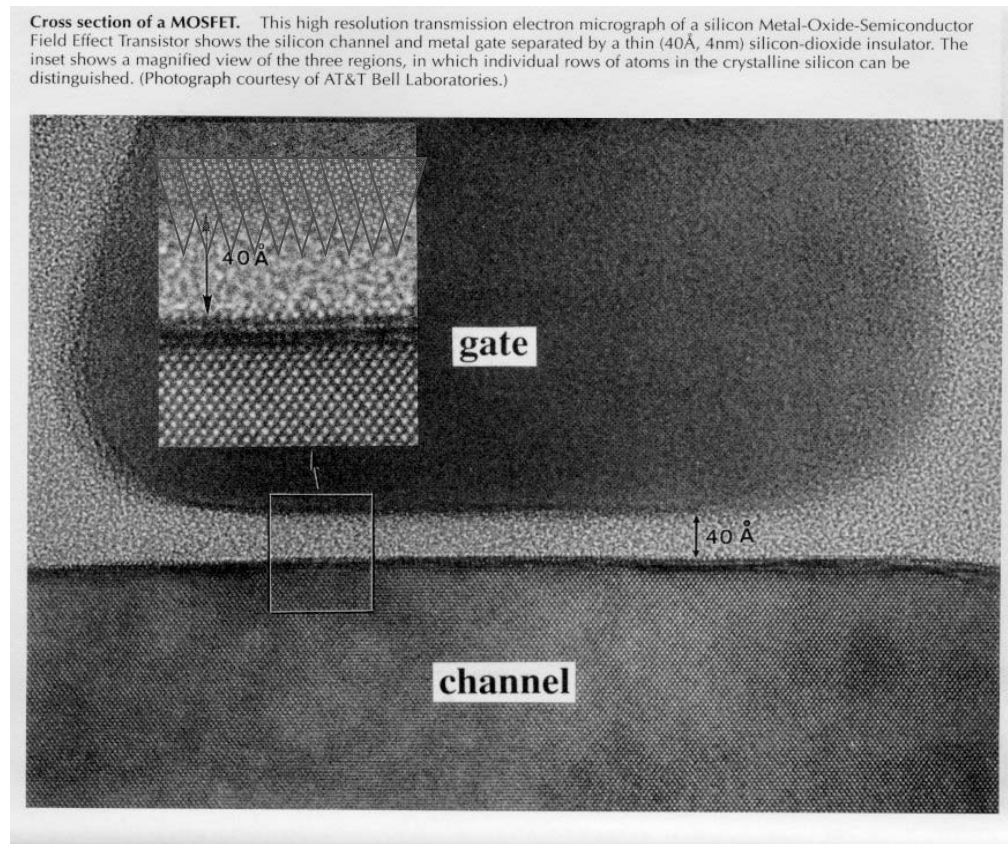 Cross section of a MOSFET. This high resolution transmission electron micrograph of a silicon Metal-Oxide-Semiconductor
Field Effect Transistor shows the silicon channel and metal gate separated by a thin (40Å, 4nm) silicon-dioxide insulator. The
inset shows a magnified view of the three regions, in which individual rows of atoms in the crystalline silicon can be
distinguished. (Photograph courtesy of AT&T Bell Laboratories.)
40 Å
gate
40 Å
channel